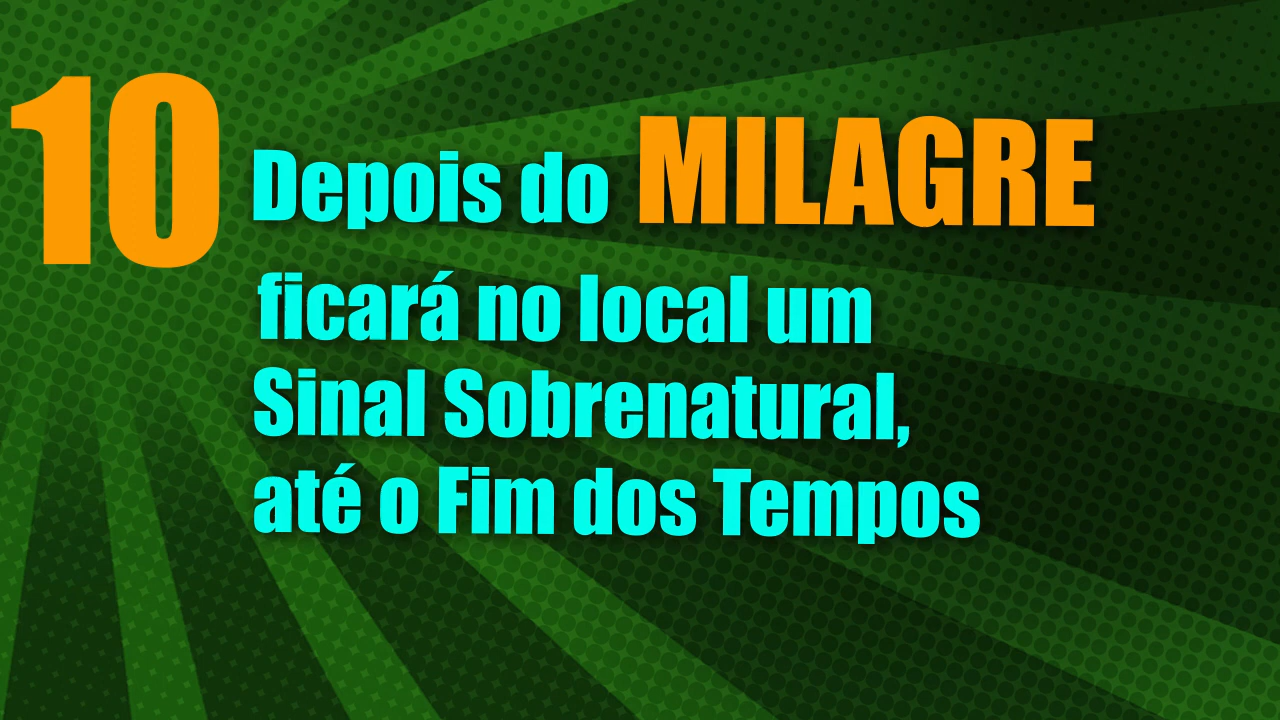 10 Depois do MILAGRE
ficará no local um
Sinal Sobrenatural,
até o Fim dos Tempos